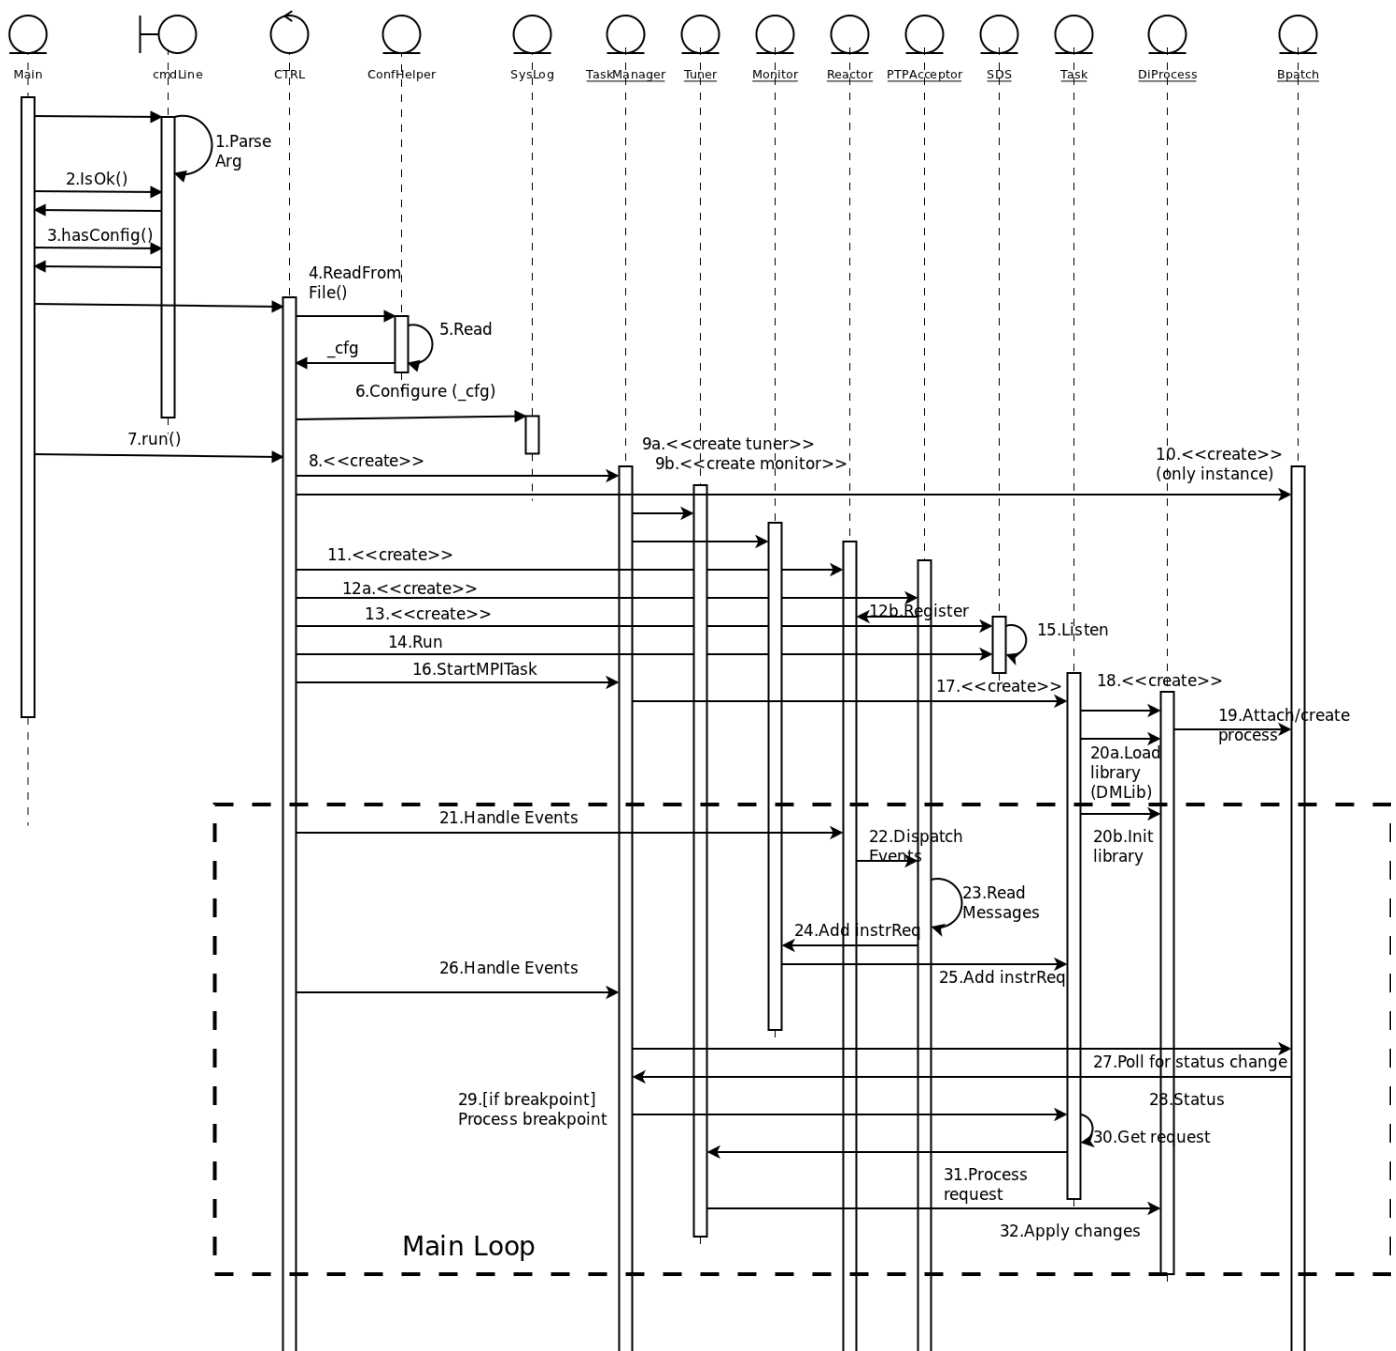 Main
cmdLine
CTRL
ConfHelper
SysLog
TaskManager
Tuner
Monitor
Reactor
PTPAcceptor
SDS
Task
DiProcess
Bpatch
1.Parse
Arg
2.IsOk()
3.hasConfig()
4.ReadFrom
File()
5.Read
_cfg
6.Configure (_cfg)
7.run()
8.<<create>>
9a.<<create tuner>>
9b.<<create monitor>>
10.<<create>>
(only instance)
11.<<create>>
12a.<<create>>
12b.Register
13.<<create>>
14.Run
15.Listen
16.StartMPITask
17.<<create>>
18.<<create>>
19.Attach/create
process
20a.Load
library
(DMLib)
20b.Init
library
21.Handle Events
22.Dispatch
Events
23.Read
Messages
24.Add instrReq
25.Add instrReq
26.Handle Events
27.Poll for status change
28.Status
29.[if breakpoint]
Process breakpoint
30.Get request
31.Process
request
32.Apply changes
Main Loop